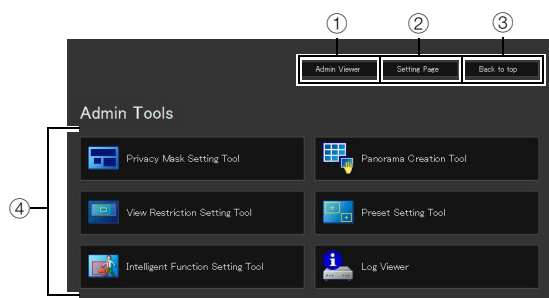 ① ② ③
Admin Viewer Setting Page Back to top
Admin Tools
④
Privacy Mask Setting Tool Panorama Creation Tool
View Restriction Setting Tool Preset Setting Tool
Intelligent Function Setting Tool Log Viewer